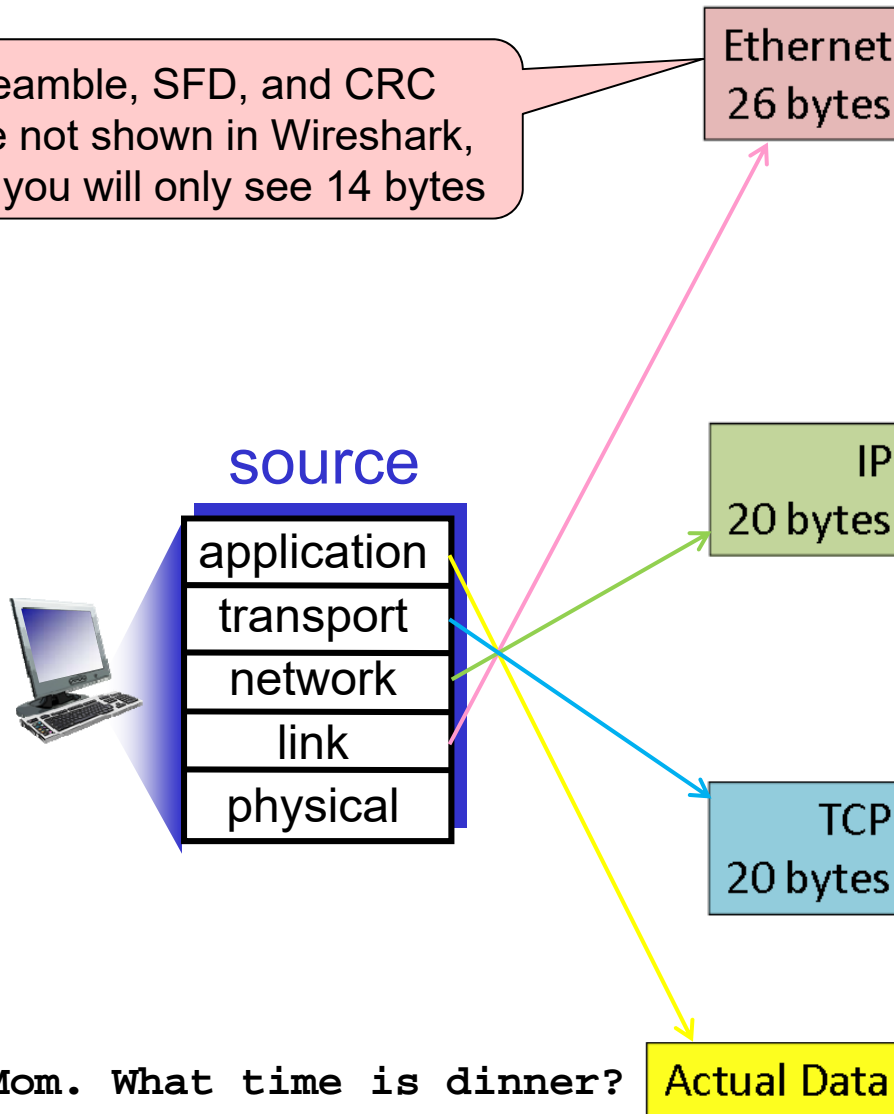 Ethernet
26 bytes
eamble, SFD, and CRC
e not shown in Wireshark,
you will only see 14 bytes
source
application
transport
network
link
physical
IP
20 bytes
TCP
20 bytes
Mom. What time is dinner?
Actual Data